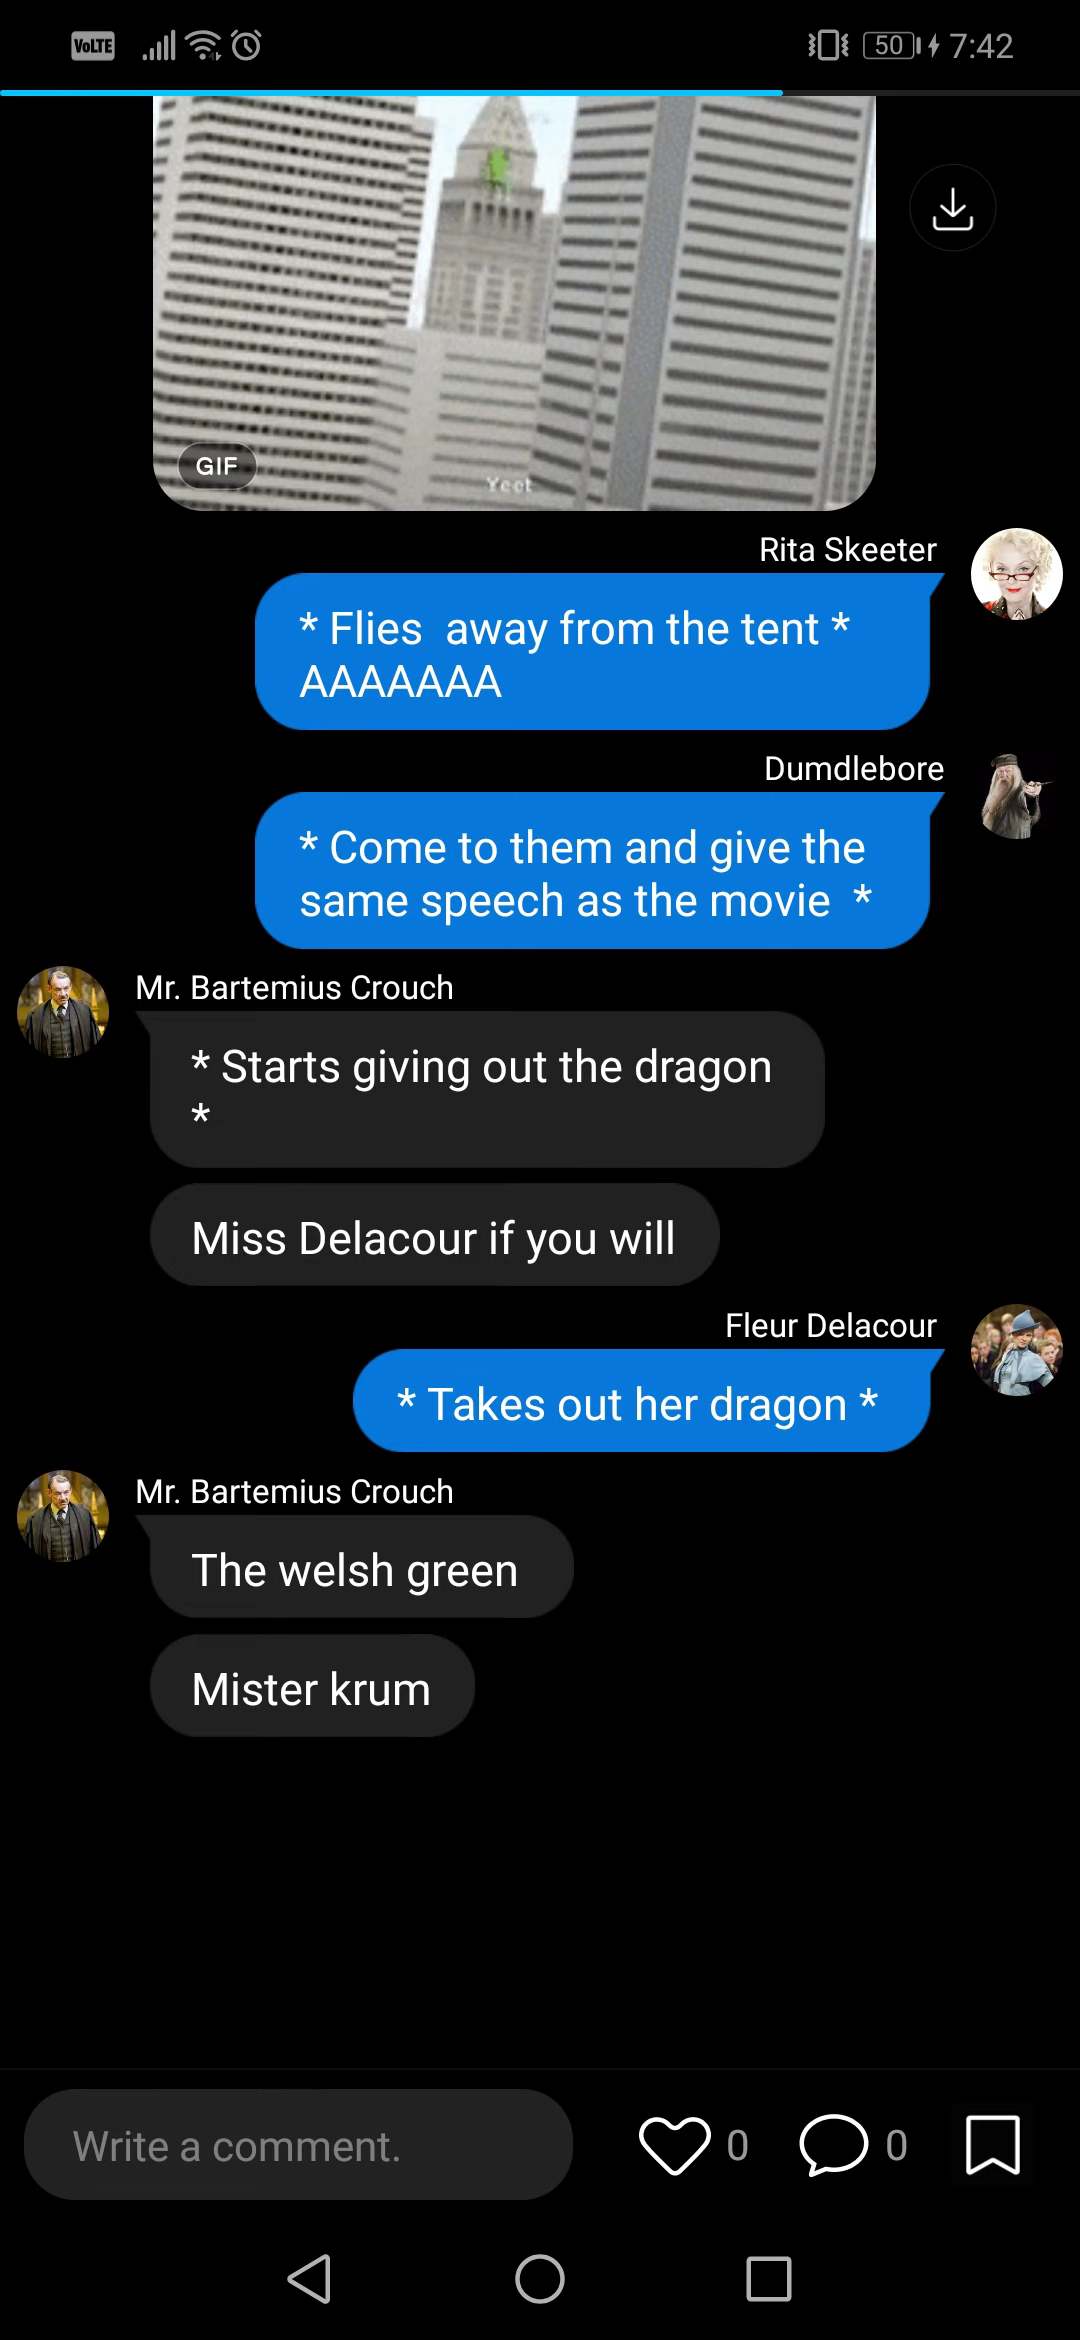 VoLTE 50 7:42
GIF
Yeet
Rita Skeeter
* Flies  away from the tent *
AAAAAAA
Dumdlebore
* Come to them and give the
same speech as the movie  *
Mr. Bartemius Crouch
* Starts giving out the dragon
*
Miss Delacour if you will
Fleur Delacour
* Takes out her dragon *
Mr. Bartemius Crouch
The welsh green
Mister krum
Write a comment.
0
0